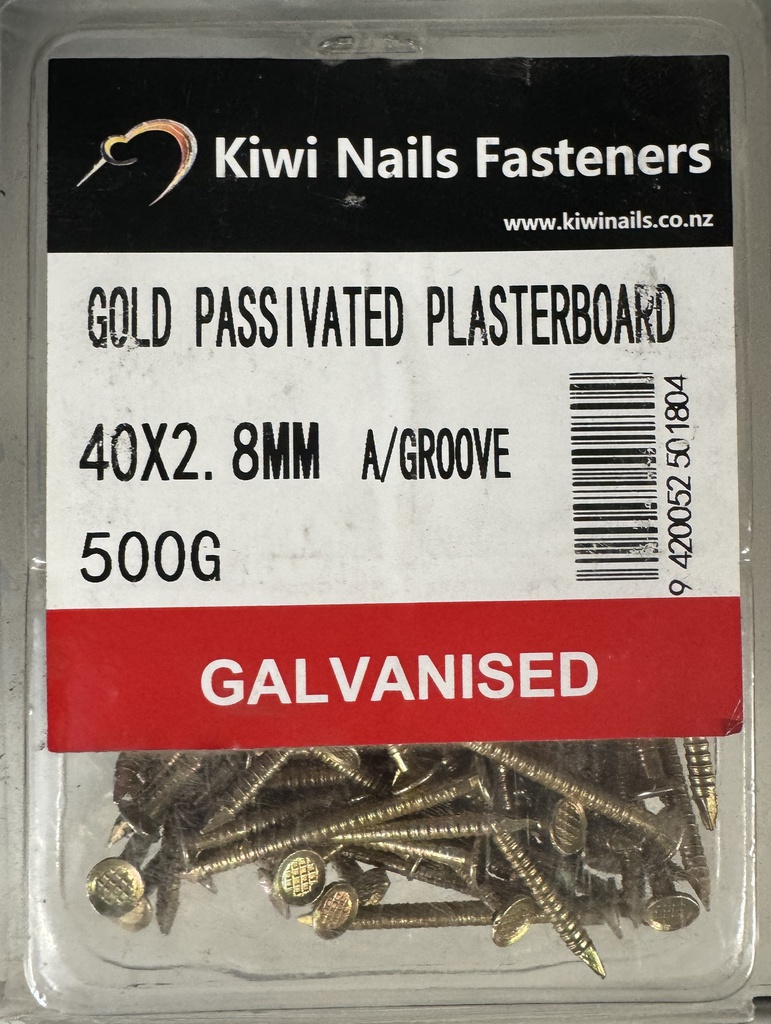 Kiwi Nails Fasteners
www.kiwinails.co.nz
GOLD PASSIVATED PLASTERBOARD
40X2.8MM A/GROOVE
500G
9 420052 501804
GALVANISED